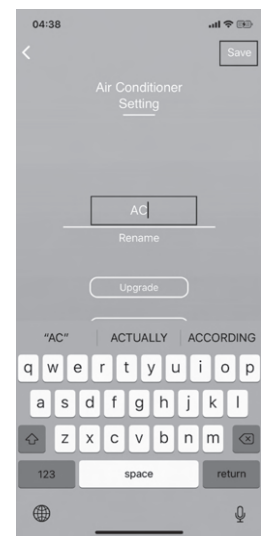 04:38
Save
Air Conditioner
Setting
AC
Rename
Upgrade
"AC" ACTUALLY ACCORDING
q w e r t y u i o p
a s d f g h j k l
z x c v b n m
123 space return